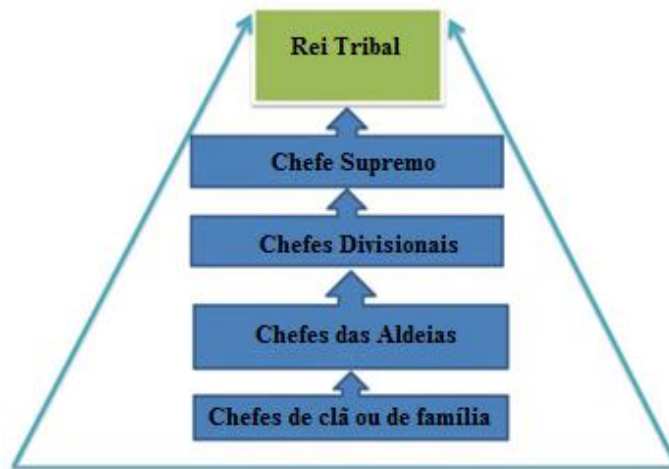 Rei Tribal
Chefe Supremo
Chefes Divisionais
Chefes das Aldeias
Chefes de clã ou de família